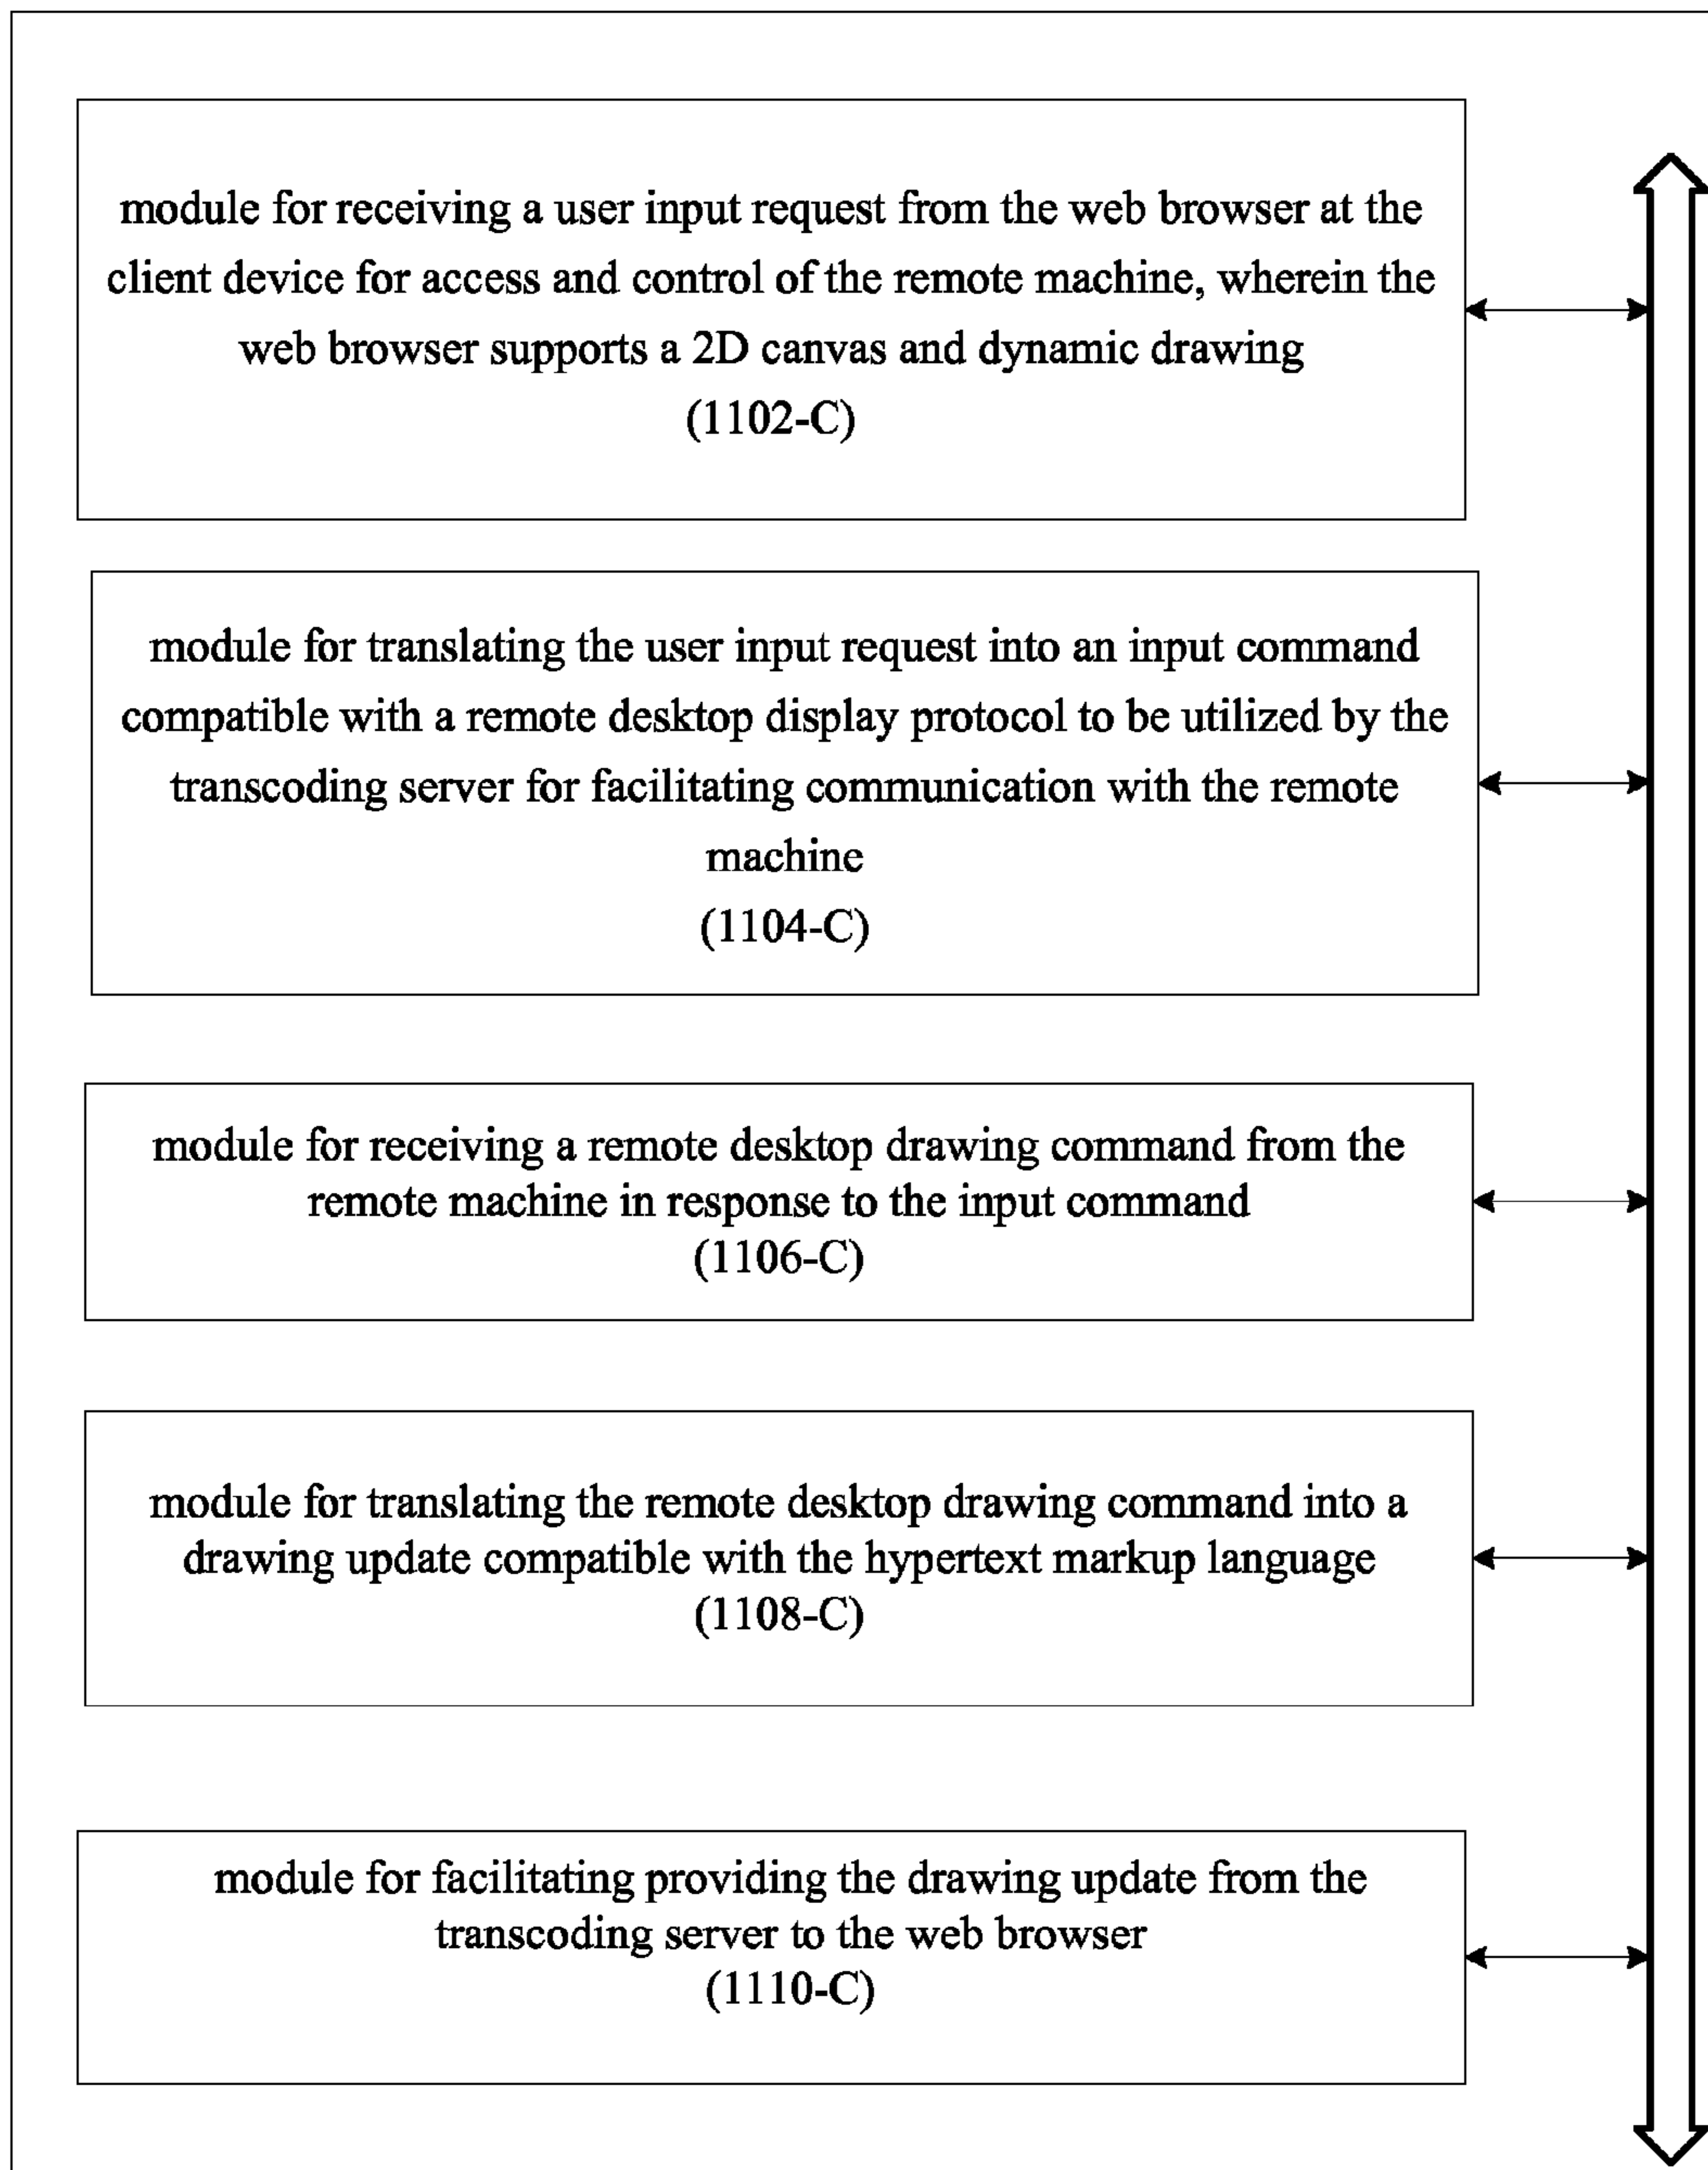 module for receiving a user input request from the web browser at the
client device for access and control of the remote machine, wherein the
web browser supports a 2D canvas and dynamic drawing
(1102-C)
module for translating the user input request into an input command
compatible with a remote desktop display protocol to be utilized by the
transcoding server for facilitating communication with the remote
machine
(1104-C)
module for receiving a remote desktop drawing command from the
remote machine in response to the input command
(1106-C)
module for translating the remote desktop drawing command into a
drawing update compatible with the hypertext markup language
(1108-C)
module for facilitating providing the drawing update from the
transcoding server to the web browser
(1110-C)